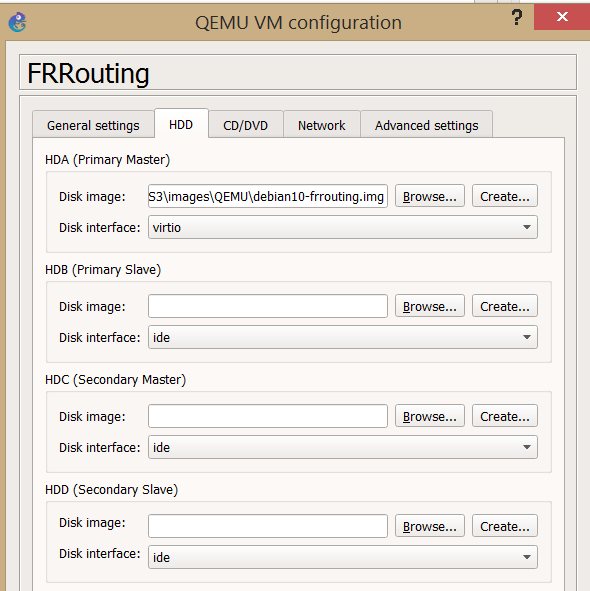 QEMU VM configuration
?
FRRouting
General settings HDD CD/DVD Network Advanced settings
HDA (Primary Master)
Disk image: S3\images\QEMU\debian10-frrouting.img Browse... Create...
Disk interface: virtio
HDB (Primary Slave)
Disk image: Browse... Create...
Disk interface: ide
HDC (Secondary Master)
Disk image: Browse... Create...
Disk interface: ide
HDD (Secondary Slave)
Disk image: Browse... Create...
Disk interface: ide